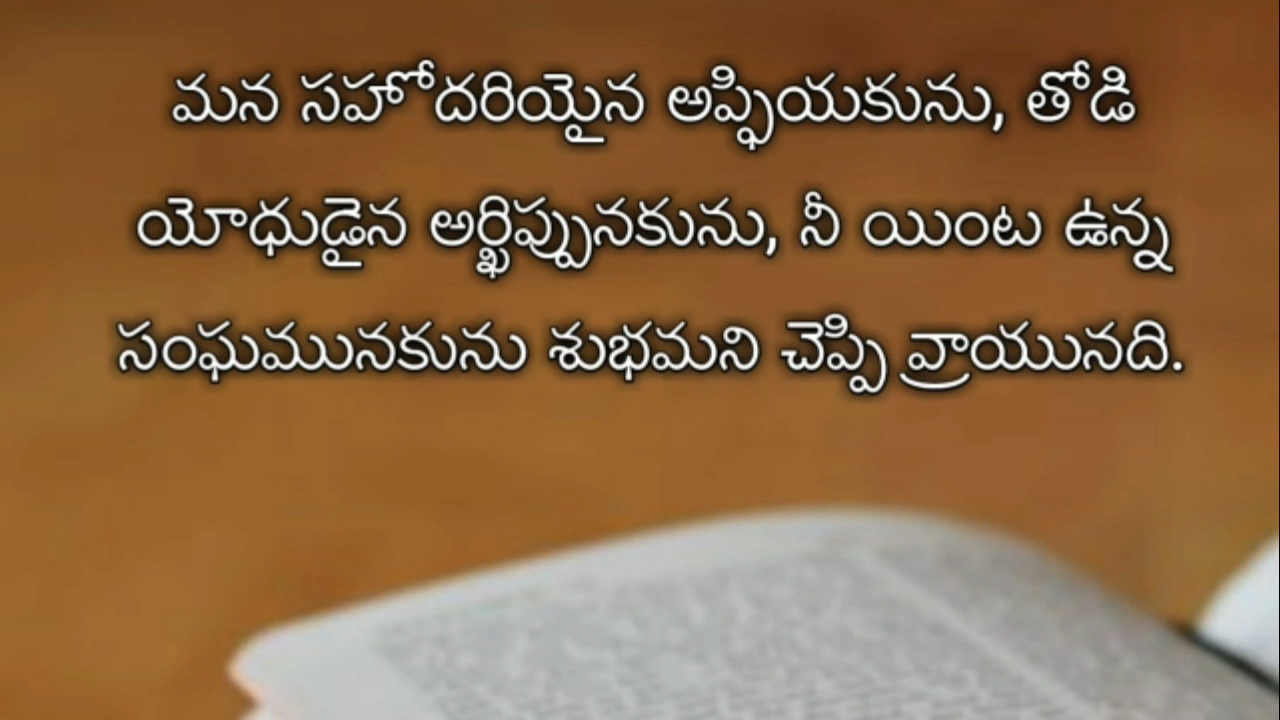 మన సహోదరియైన అప్ఫియకును, తోడి
యోధుడైన అర్ఖిప్పునకును, నీ యింట ఉన్న
సంఘమునకును శుభమని చెప్పి వ్రాయునది.